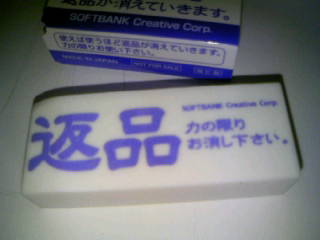 返品が消えていきます。
SOFTBANK Creative Corp.
使えば使うほど返品が消えていきます。
力の限りお使い下さい。
MADE IN JAPAN
NOT FOR SALE
SOFTBANK Creative Corp.
返品
力の限り
お消し下さい。